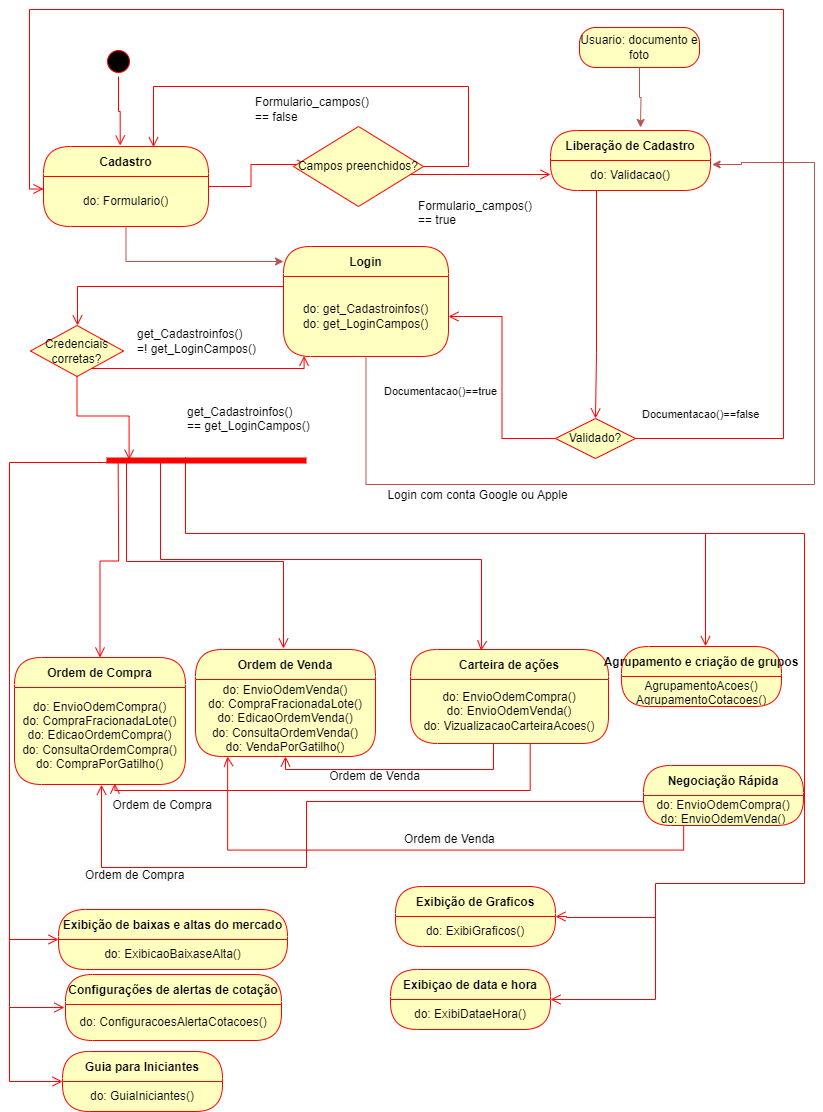 Usuario: documento e
foto
Formulario_campos()
== false
Cadastro
do: Formulario()
Campos preenchidos?
Liberação de Cadastro
do: Validacao()
Formulario_campos()
== true
Login
do: get_Cadastroinfos()
do: get_LoginCampos()
Credenciais
corretas?
get_Cadastroinfos()
=! get_LoginCampos()
Documentacao()==true
Documentacao()==false
get_Cadastroinfos()
== get_LoginCampos()
Validado?
Login com conta Google ou Apple
Ordem de Compra
do: EnvioOdemCompra()
do: CompraFracionadaLote()
do: EdicaoOrdemCompra()
do: ConsultaOrdemCompra()
do: CompraPorGatilho()
Ordem de Venda
do: EnvioOdemVenda()
do: CompraFracionadaLote()
do: EdicaoOrdemVenda()
do: ConsultaOrdemVenda()
do: VendaPorGatilho()
Carteira de ações
do: EnvioOdemCompra()
do: EnvioOdemVenda()
do: VizualizacaoCarteiraAcoes()
Agrupamento e criação de grupos
AgrupamentoAcoes()
AgrupamentoCotacoes()
Ordem de Venda
Ordem de Compra
Negociação Rápida
do: EnvioOdemCompra()
do: EnvioOdemVenda()
Ordem de Venda
Ordem de Compra
Exibição de baixas e altas do mercado
do: ExibicaoBaixaseAlta()
Exibição de Graficos
do: ExibiGraficos()
Configurações de alertas de cotação
do: ConfiguracoesAlertaCotacoes()
Exibiçao de data e hora
do: ExibiDataeHora()
Guia para Iniciantes
do: GuiaIniciantes()